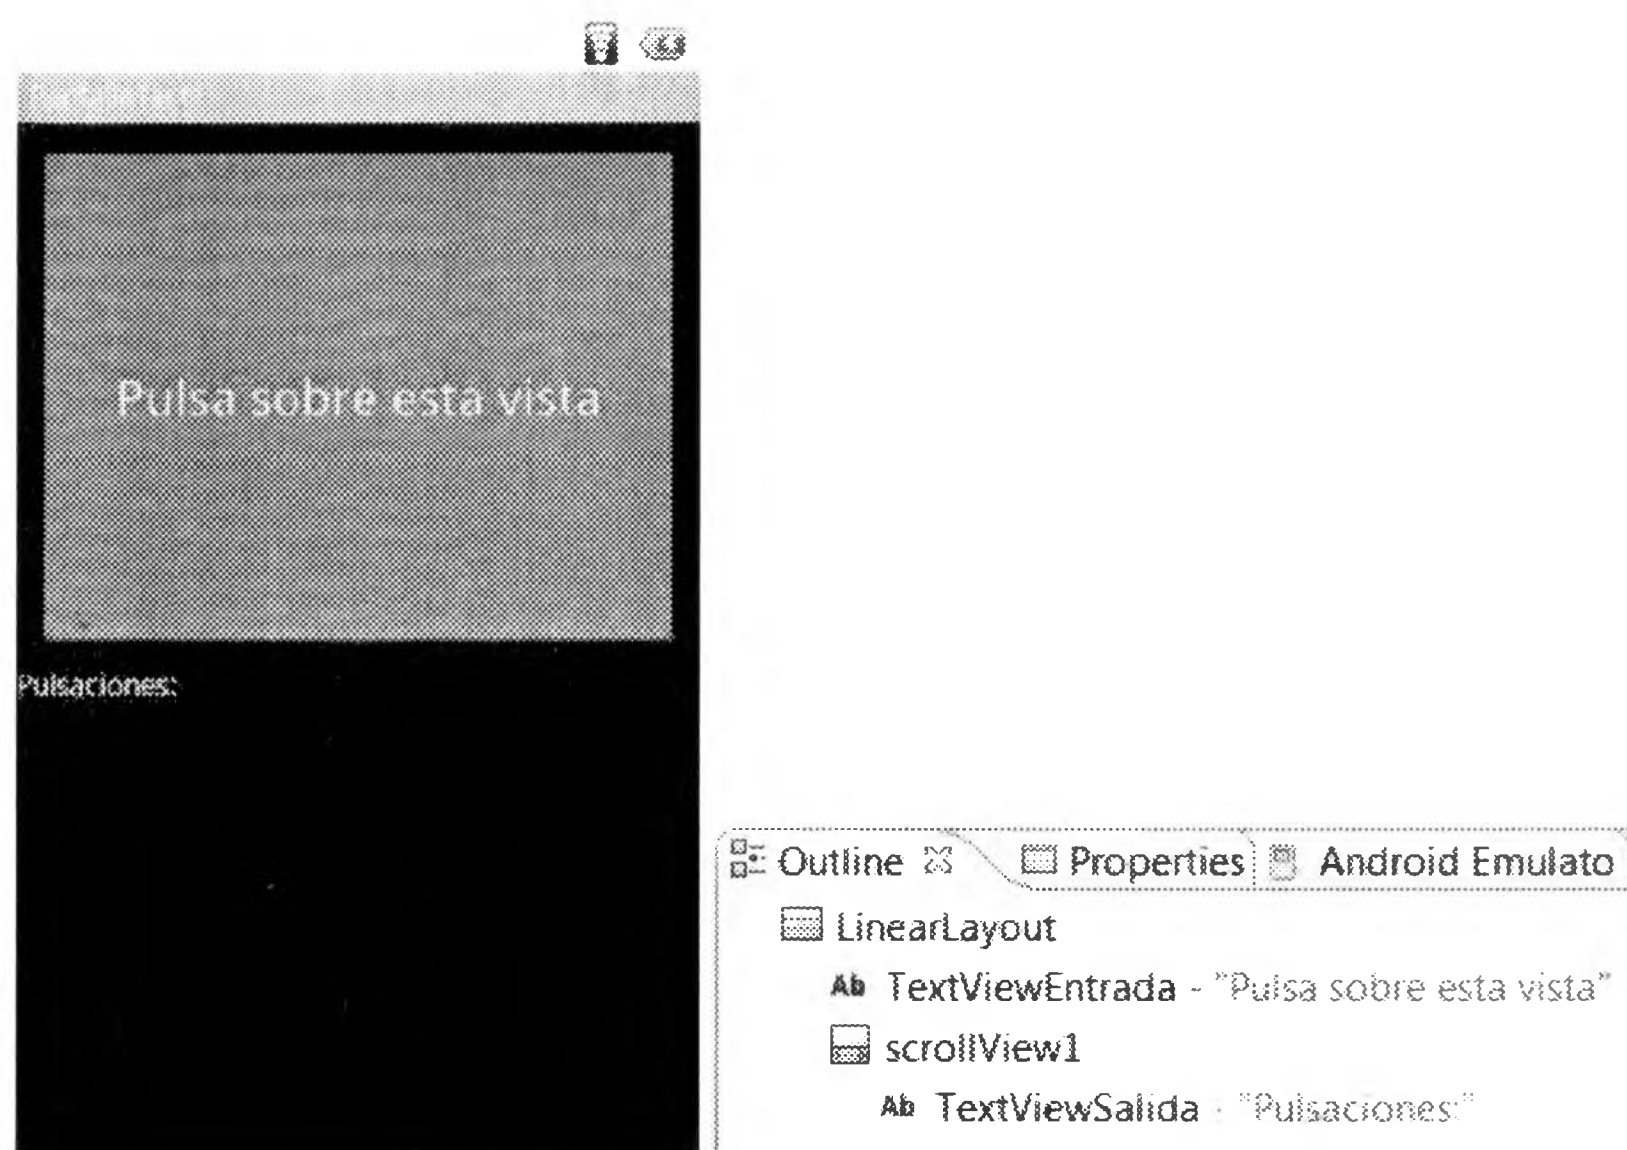 Pulsa sobre esta vista
Pulsaciones:
Outline Properties Android Emulato
LinearLayout
Ab TextViewEntrada - "Pulsa sobre esta vista"
scrollView1
Ab TextViewSalida - "Pulsaciones:"